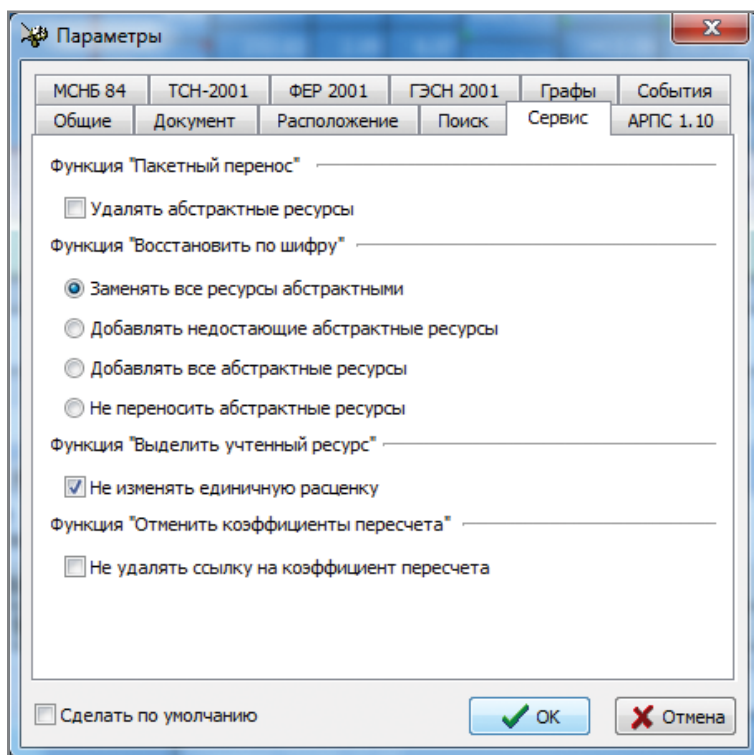 Параметры
МСНБ 84 ТСН-2001 ФЕР 2001 ГЭСН 2001 Графы События
Общие Документ Расположение Поиск Сервис АРПС 1.10
Функция "Пакетный перенос"
Удалять абстрактные ресурсы
Функция "Восстановить по шифру"
Заменять все ресурсы абстрактными
Добавлять недостающие абстрактные ресурсы
Добавлять все абстрактные ресурсы
Не переносить абстрактные ресурсы
Функция "Выделить учтенный ресурс"
Не изменять единичную расценку
Функция "Отменить коэффициенты пересчета"
Не удалять ссылку на коэффициент пересчета
Сделать по умолчанию ОК Отмена